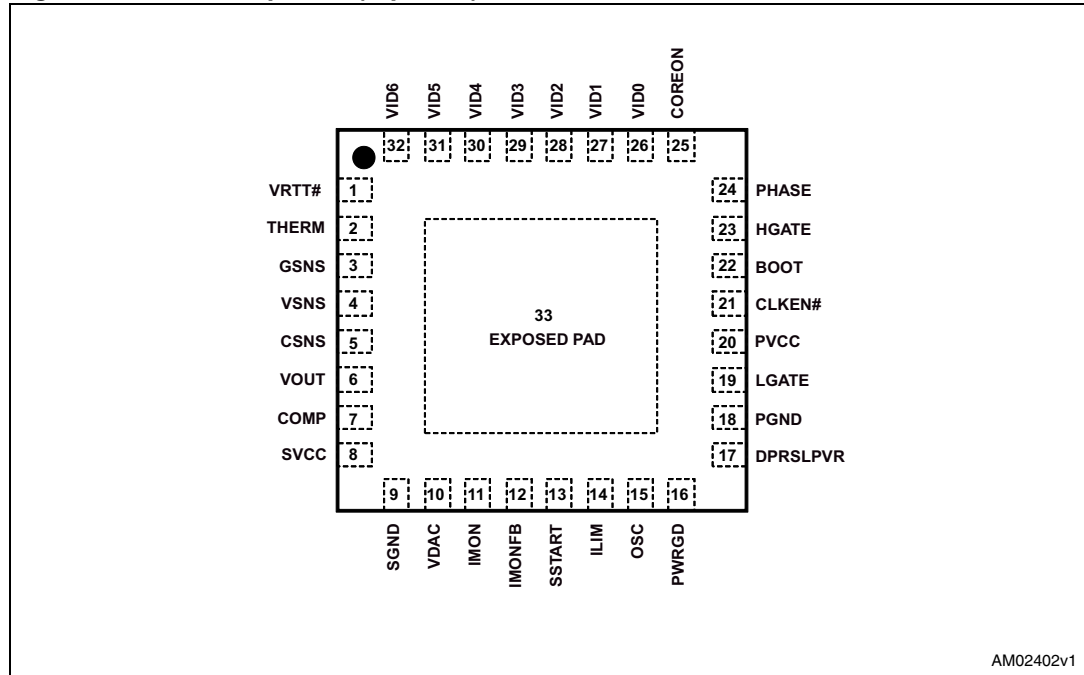 COREON
VID6
VID5
VID4
VID3
VID2
VID1
VID0
32
31
30
29
28
27
26
25
VRTT# 1
24 PHASE
THERM 2
23 HGATE
GSNS 3
22 BOOT
VSNS 4
21 CLKEN#
33
EXPOSED PAD
CSNS 5
20 PVCC
VOUT 6
19 LGATE
COMP 7
18 PGND
SVCC 8
17 DPRSLPVR
9
10
11
12
13
14
15
16
SGND
VDAC
IMON
IMONFB
SSTART
ILIM
OSC
PWRGD
AM02402v1